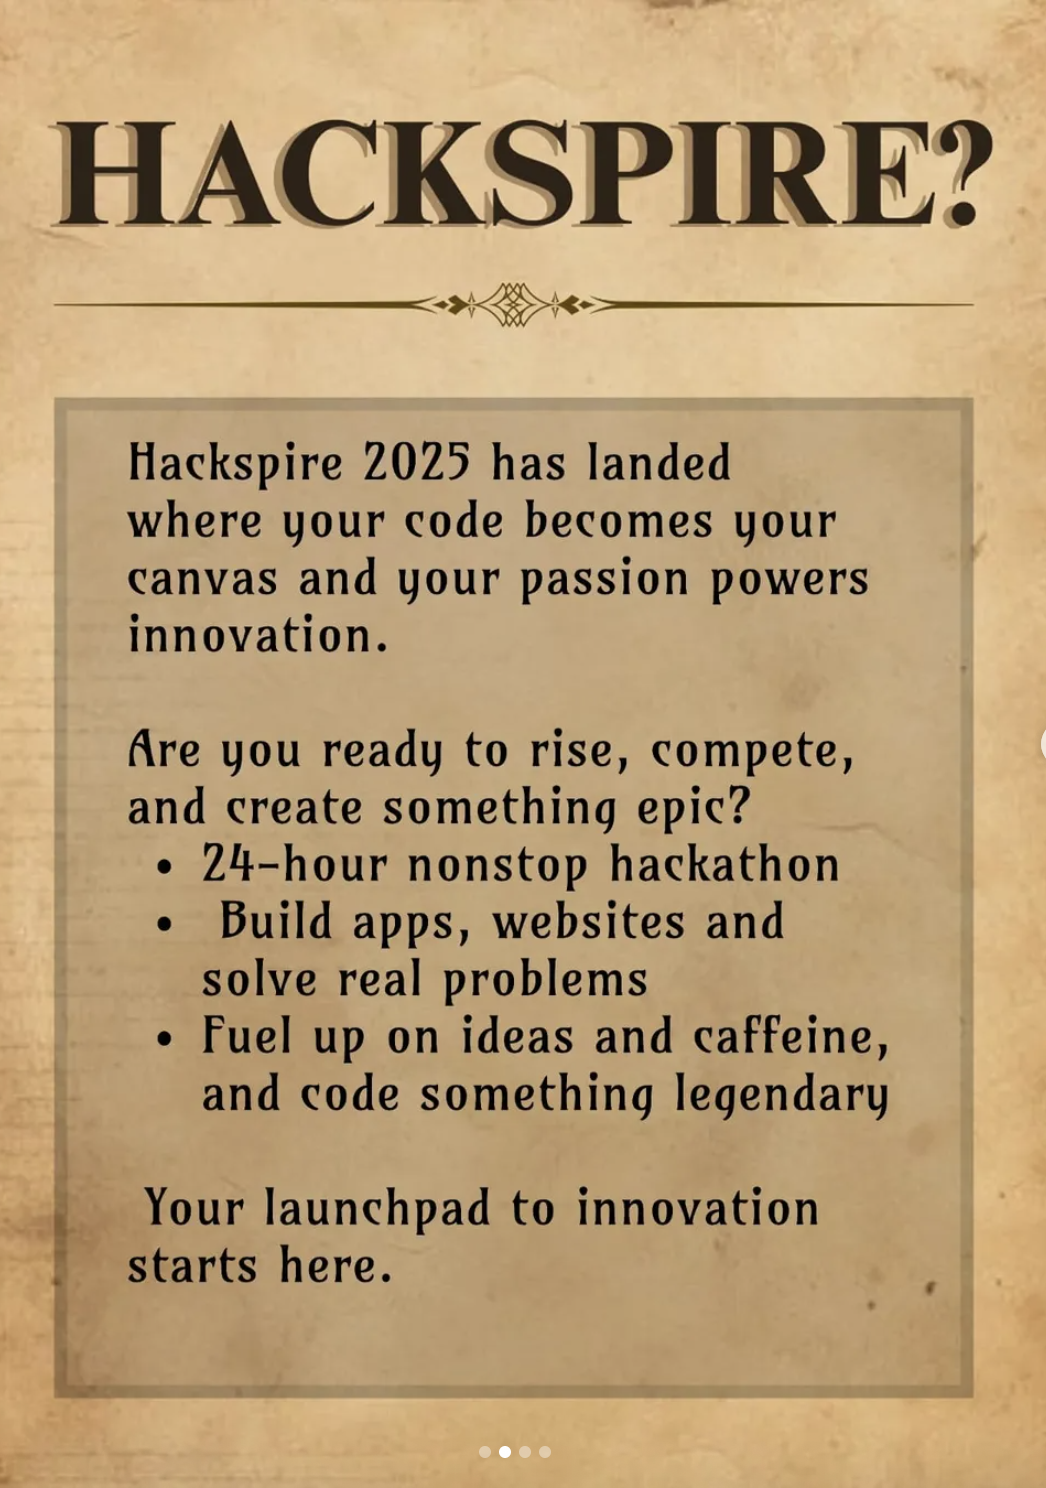 HACKSPIRE?
Hackspire 2025 has landed
where your code becomes your
canvas and your passion powers
innovation.
Are you ready to rise, compete,
and create something epic?
• 24-hour nonstop hackathon
• Build apps, websites and
solve real problems
• Fuel up on ideas and caffeine,
and code something legendary
Your launchpad to innovation
starts here.